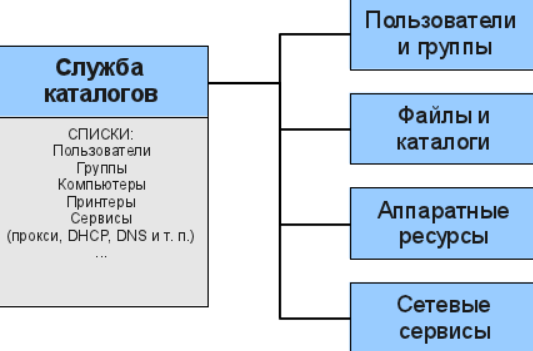 Служба
каталогов
СПИСКИ:
Пользователи
Группы
Компьютеры
Принтеры
Сервисы
(прокси, DHCP, DNS и т. п.)
...
Пользователи
и группы
Файлы и
каталоги
Аппаратные
ресурсы
Сетевые
сервисы